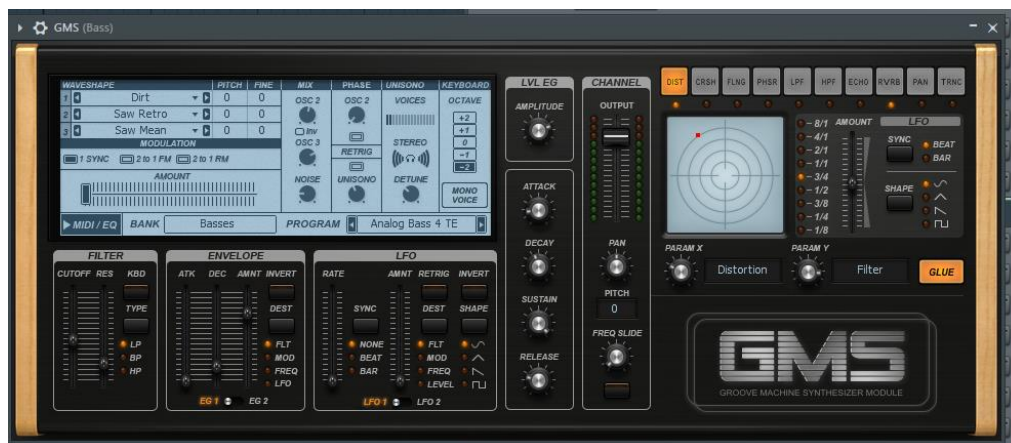 GMS (Bass)
WAVESHAPE PITCH FINE MIX PHASE UNISONO KEYBOARD
1 Dirt 0 0 OSC 2 OSC 2 VOICES OCTAVE
2 Saw Retro 0 0
3 Saw Mean 0 0
Inv
OSC 3 STEREO
+2
+1
0
-1
-2
MODULATION
1 SYNC 2 to 1 FM 2 to 1 RM
RETRIG
AMOUNT
NOISE UNISONO DETUNE
MONO
VOICE
MIDI / EQ BANK Basses PROGRAM Analog Bass 4 TE
FILTER
CUTOFF RES KBD
TYPE
LP
BP
HP
ENVELOPE
ATK DEC AMNT INVERT
DEST
FLT
MOD
FREQ
LFO
EG 1 EG 2
LFO
RATE AMNT RETRIG INVERT
SYNC DEST SHAPE
NONE FLT
BEAT MOD
BAR FREQ
LEVEL
LFO 1 LFO 2
LVL EG
AMPLITUDE
ATTACK
DECAY
SUSTAIN
RELEASE
CHANNEL
OUTPUT
PAN
PITCH
0
FREQ SLIDE
DIST CRSH FLNG PHSR LPF HPF ECHO RVRB PAN TRNC
8/1
4/1
2/1
1/1
3/4
1/2
3/8
1/4
1/8
AMOUNT
LFO
SYNC
BEAT
BAR
SHAPE
PARAM X PARAM Y
Distortion Filter GLUE
GMS
GROOVE MACHINE SYNTHESIZER MODULE